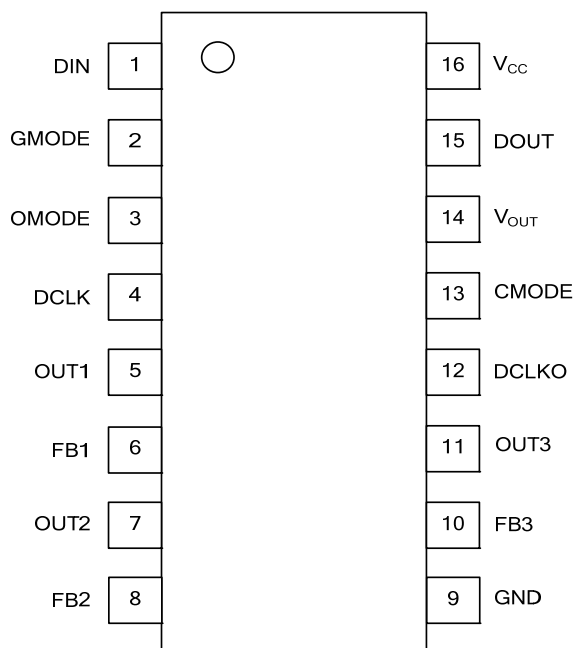 DIN 1 16 VCC
GMODE 2 15 DOUT
OMODE 3 14 VOUT
DCLK 4 13 CMODE
OUT1 5 12 DCLKO
FB1 6 11 OUT3
OUT2 7 10 FB3
FB2 8 9 GND